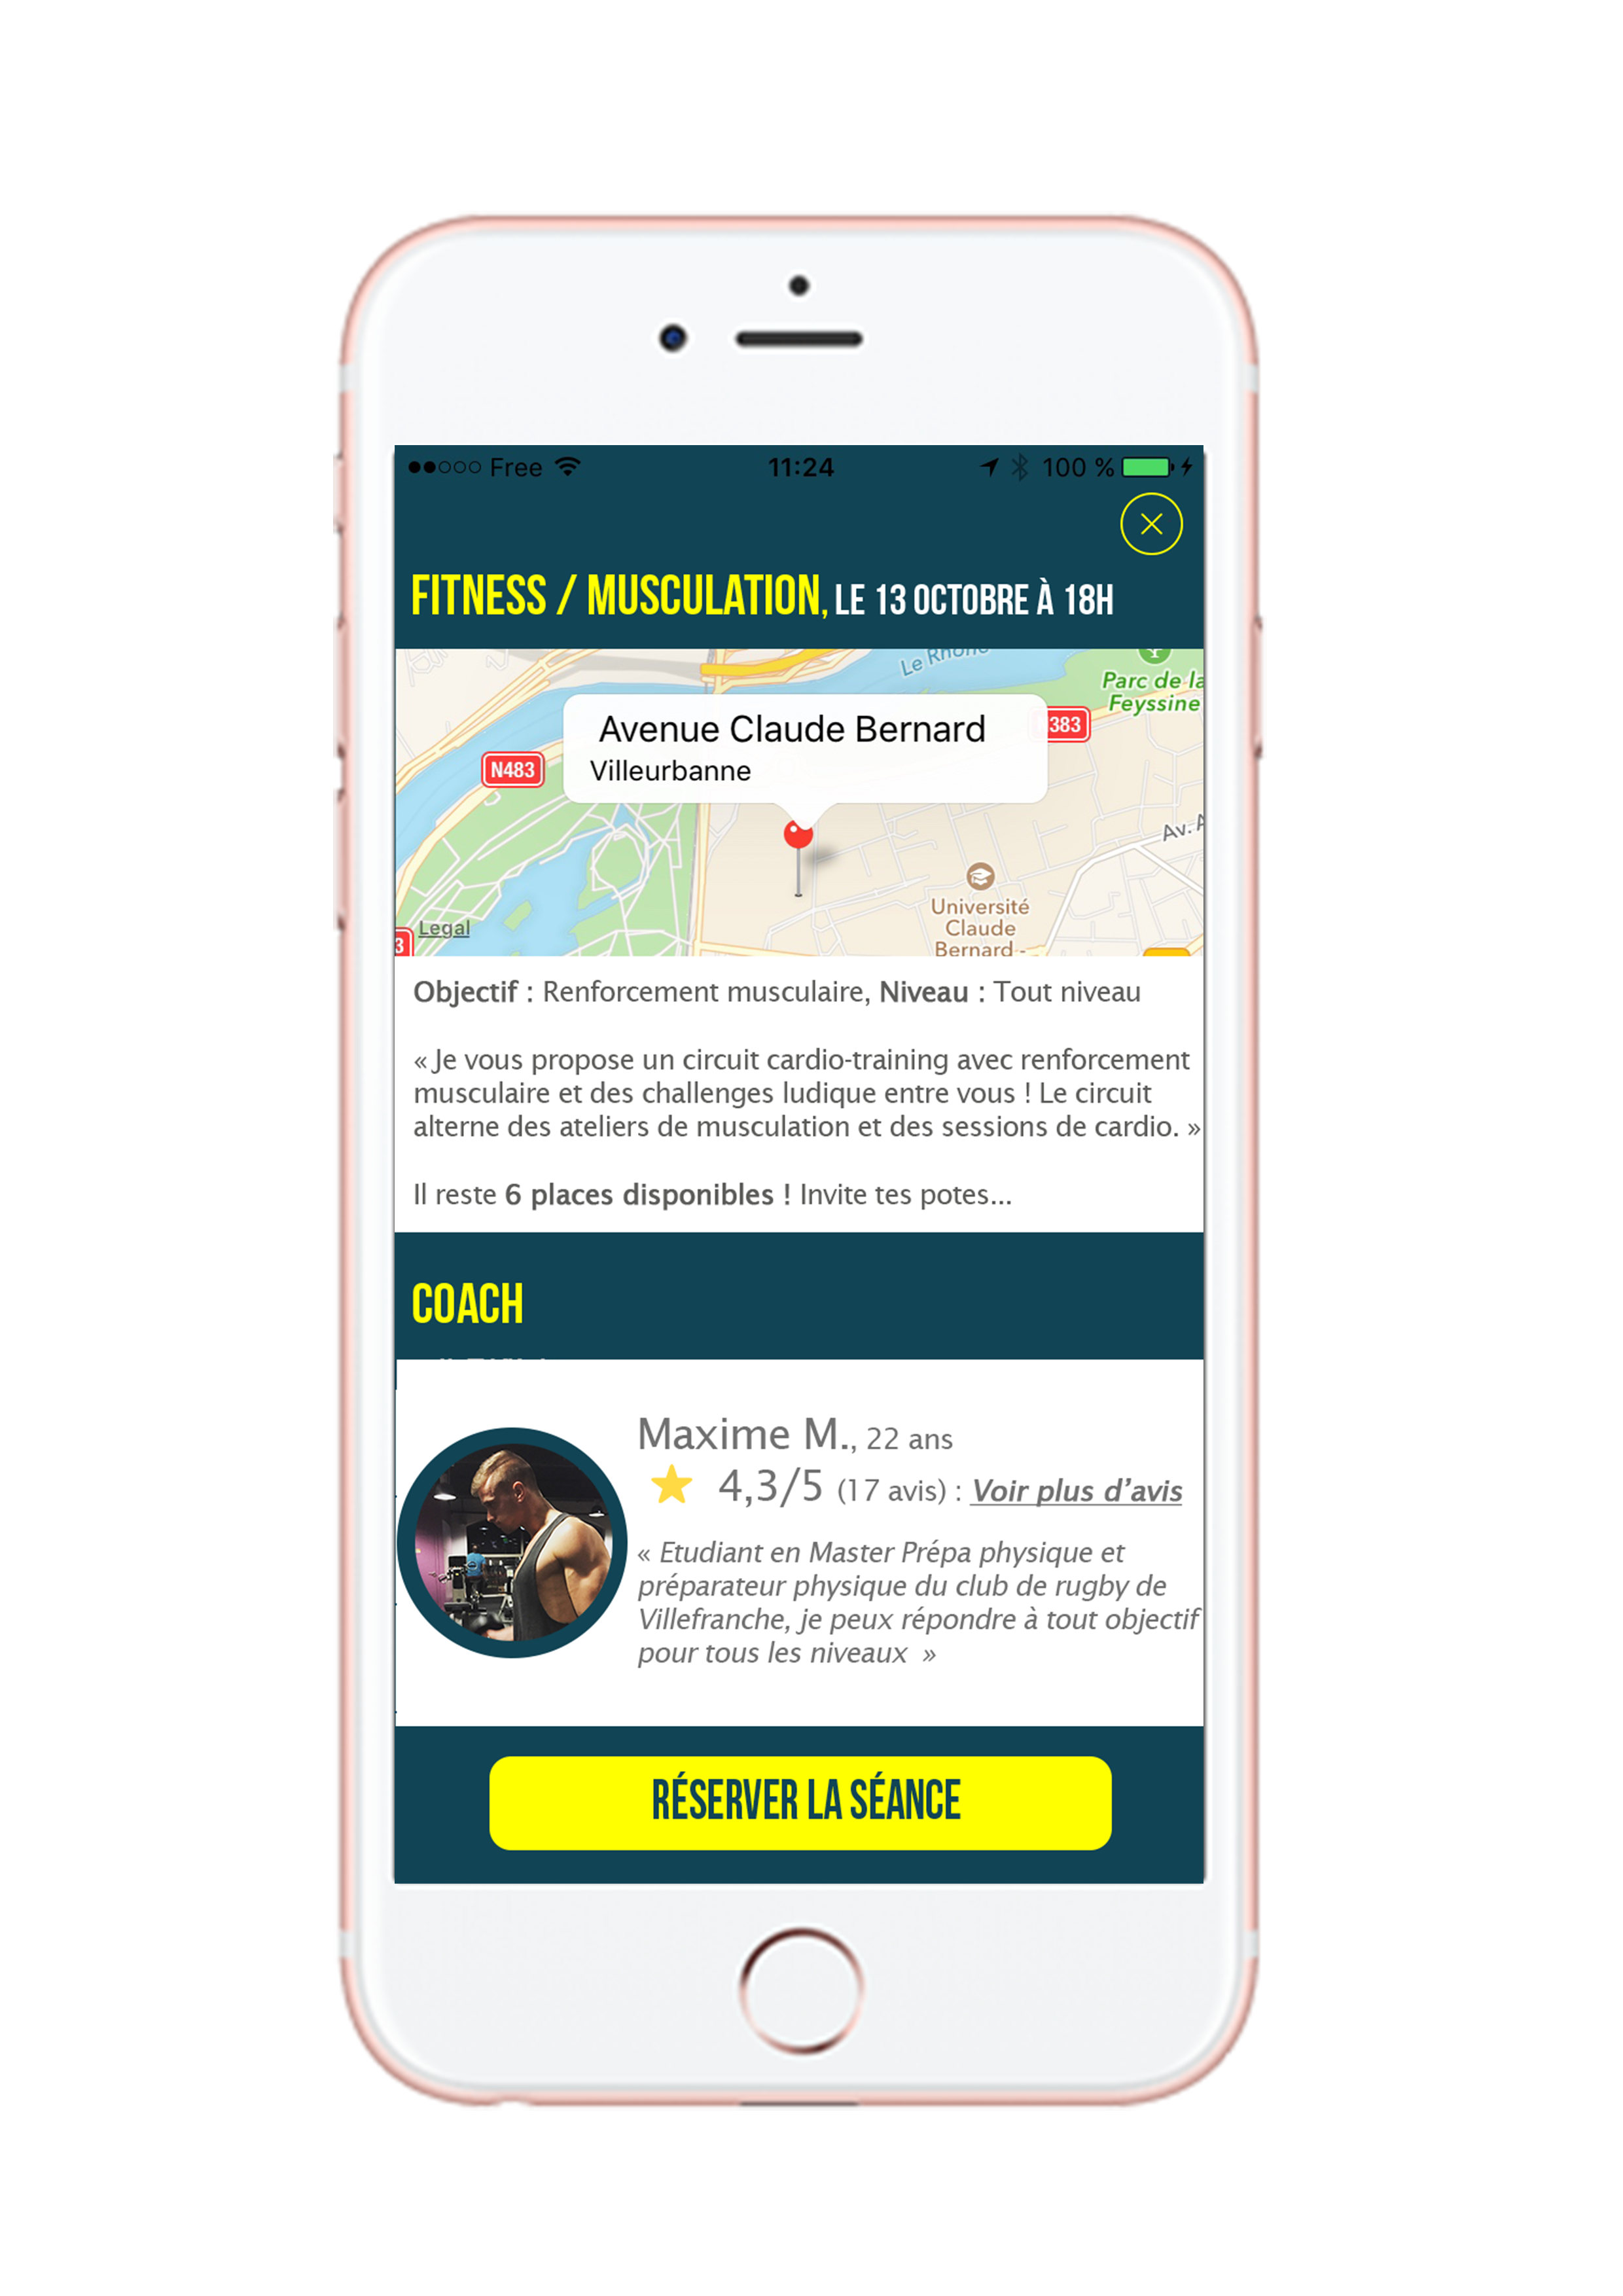 Free 11:24 100 %
FITNESS / MUSCULATION, LE 13 OCTOBRE À 18H
Le Rhône
Parc de la
Feyssine
Avenue Claude Bernard
383
Villeurbanne
N483
Av. A
Université
Claude
Bernard -
Legal
3
Objectif : Renforcement musculaire, Niveau : Tout niveau
« Je vous propose un circuit cardio-training avec renforcement
musculaire et des challenges ludique entre vous ! Le circuit
alterne des ateliers de musculation et des sessions de cardio. »
Il reste 6 places disponibles ! Invite tes potes...
COACH
Maxime M., 22 ans
4,3/5 (17 avis) : Voir plus d’avis
« Etudiant en Master Prépa physique et
préparateur physique du club de rugby de
Villefranche, je peux répondre à tout objectif
pour tous les niveaux »
RÉSERVER LA SÉANCE